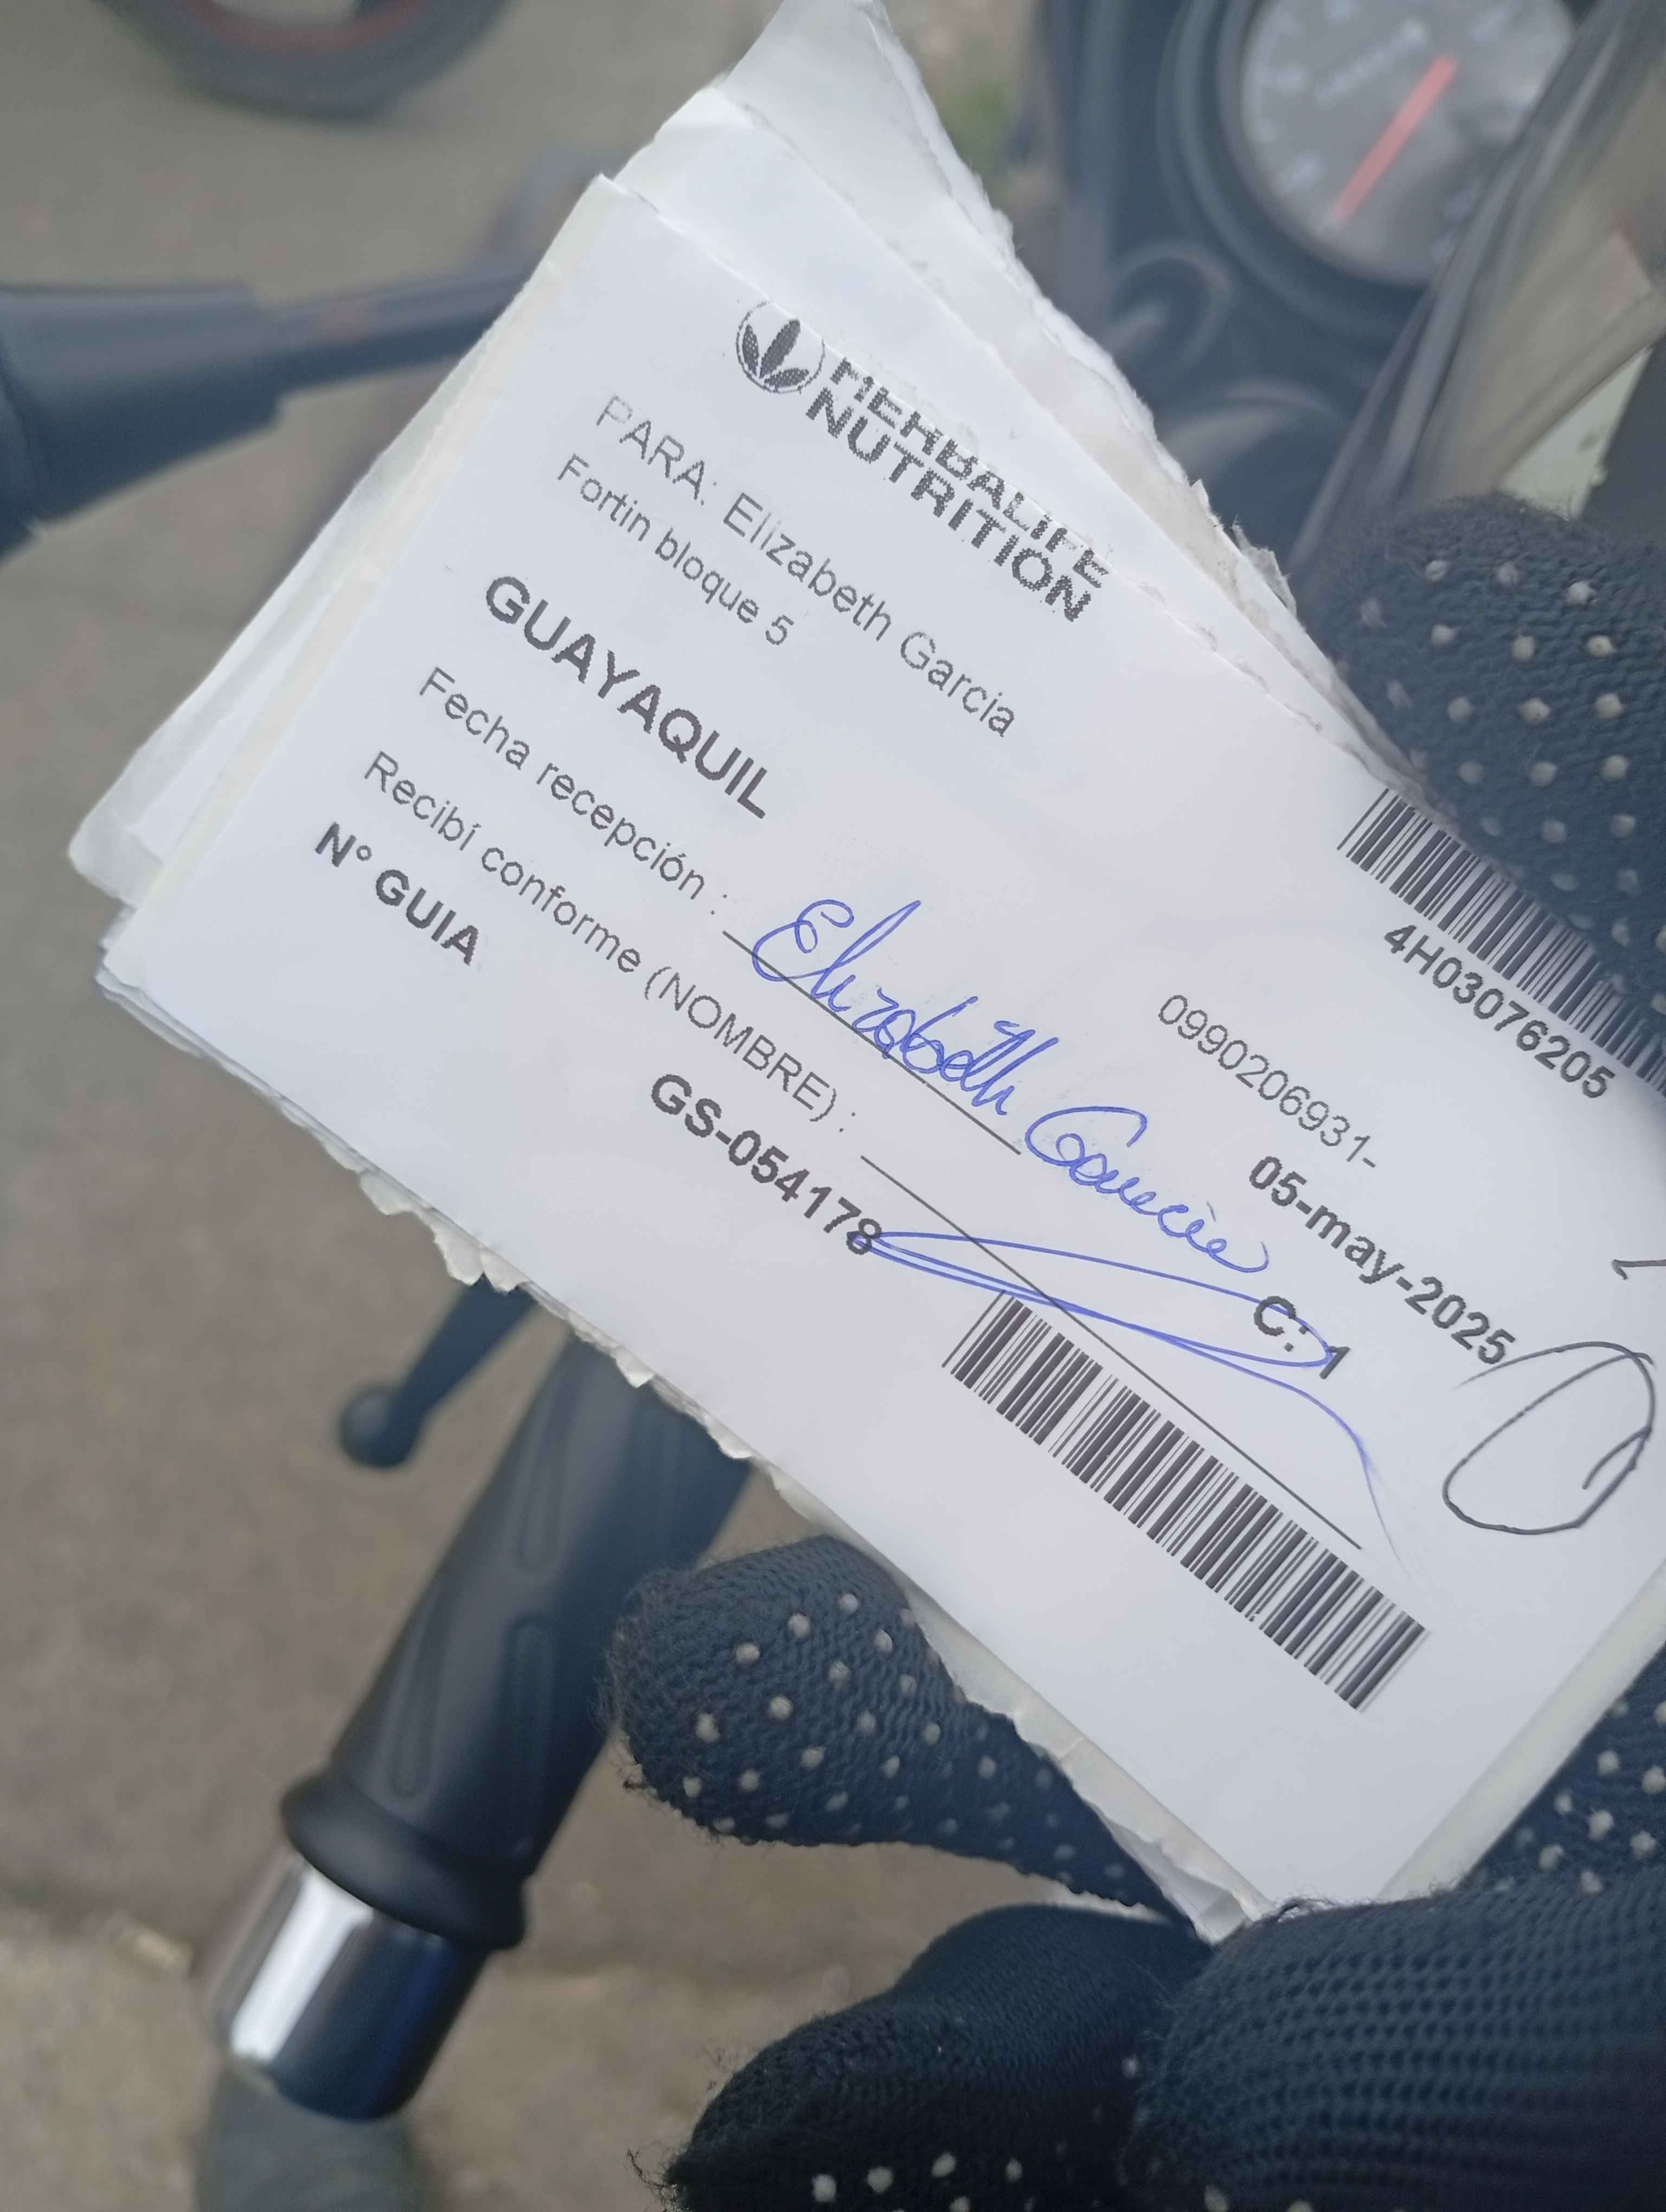 HERBALIFE
NUTRITION
4H03076205
PARA: Elizabeth Garcia
Fortin bloque 5
0990206931-
GUAYAQUIL
05-may-2025
Fecha recepción :
Elizabeth Garcia
Recibí conforme (NOMBRE) :
C: 1
N° GUIA
GS-054178